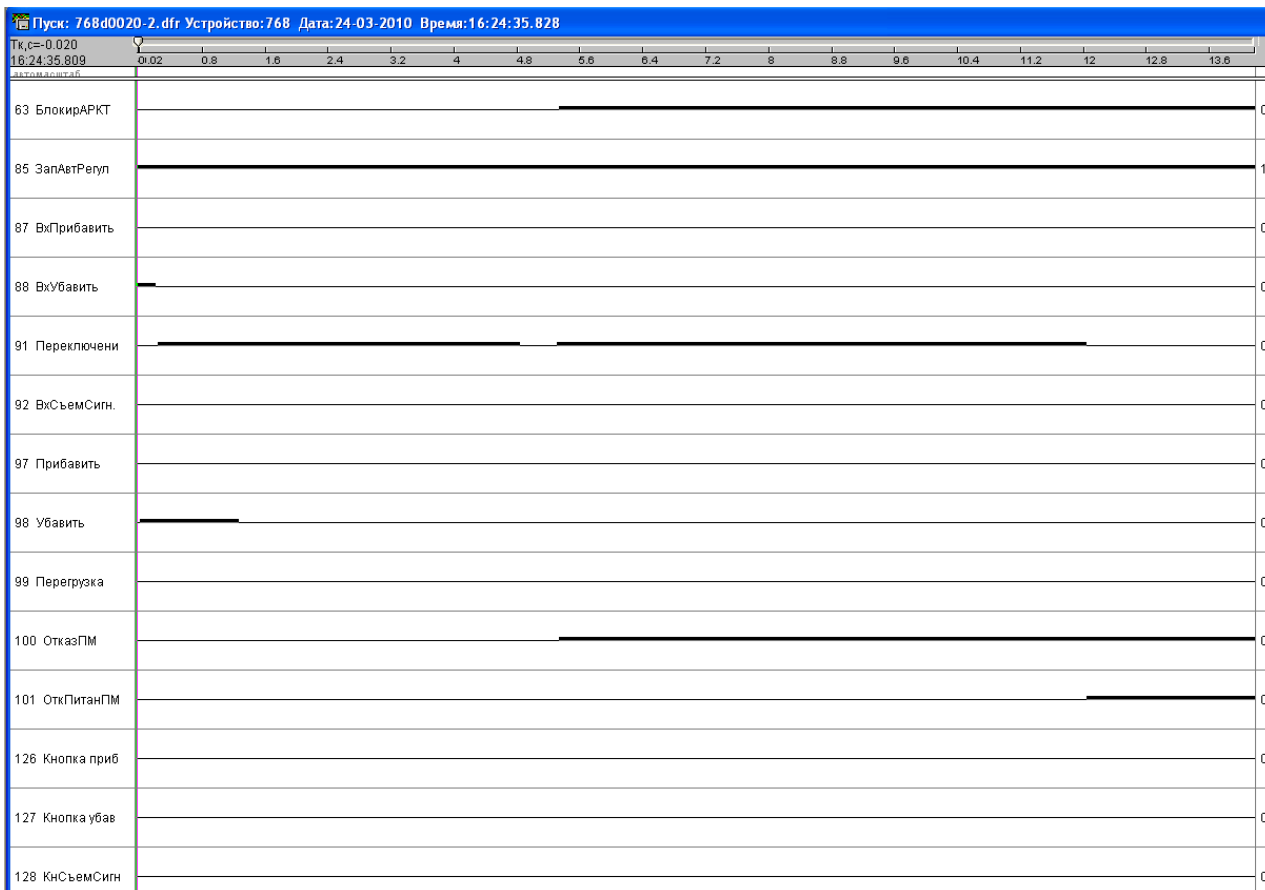 Пуск: 768d0020-2.dfr Устройство:768 Дата:24-03-2010 Время:16:24:35.828
Тк,с=-0.020
16:24:35.809 0.02 0.8 1.6 2.4 3.2 4 4.8 5.6 6.4 7.2 8 8.8 9.6 10.4 11.2 12 12.8 13.6
автомасштаб
63 БлокирАРКТ 0
85 ЗапАвтРегул 1
87 ВхПрибавить 0
88 ВхУбавить 0
91 Переключени 0
92 ВхСъемСигн. 0
97 Прибавить 0
98 Убавить 0
99 Перегрузка 0
100 ОтказПМ 0
101 ОткПитанПМ 0
126 Кнопка приб 0
127 Кнопка убав 0
128 КнСъемСигн 0